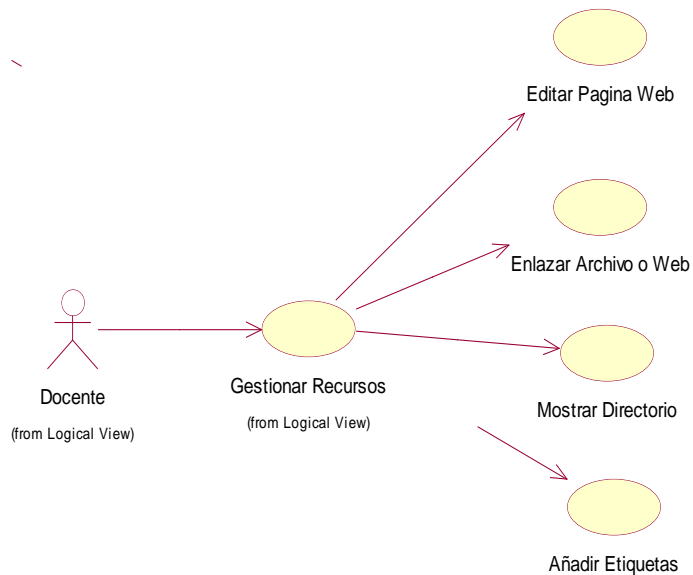 Editar Pagina Web
Enlazar Archivo o Web
Docente
(from Logical View)
Gestionar Recursos
(from Logical View)
Mostrar Directorio
Añadir Etiquetas